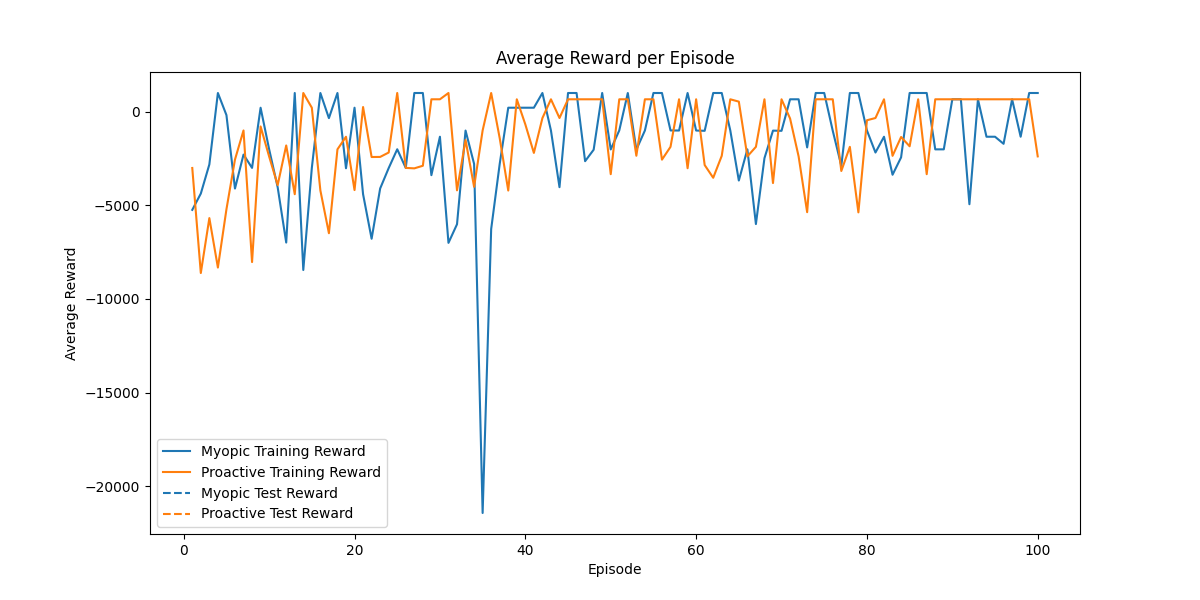 Average Reward per Episode
Average Reward
0
−5000
−10000
−15000
−20000
Myopic Training Reward
Proactive Training Reward
Myopic Test Reward
Proactive Test Reward
0 20 40 60 80 100
Episode